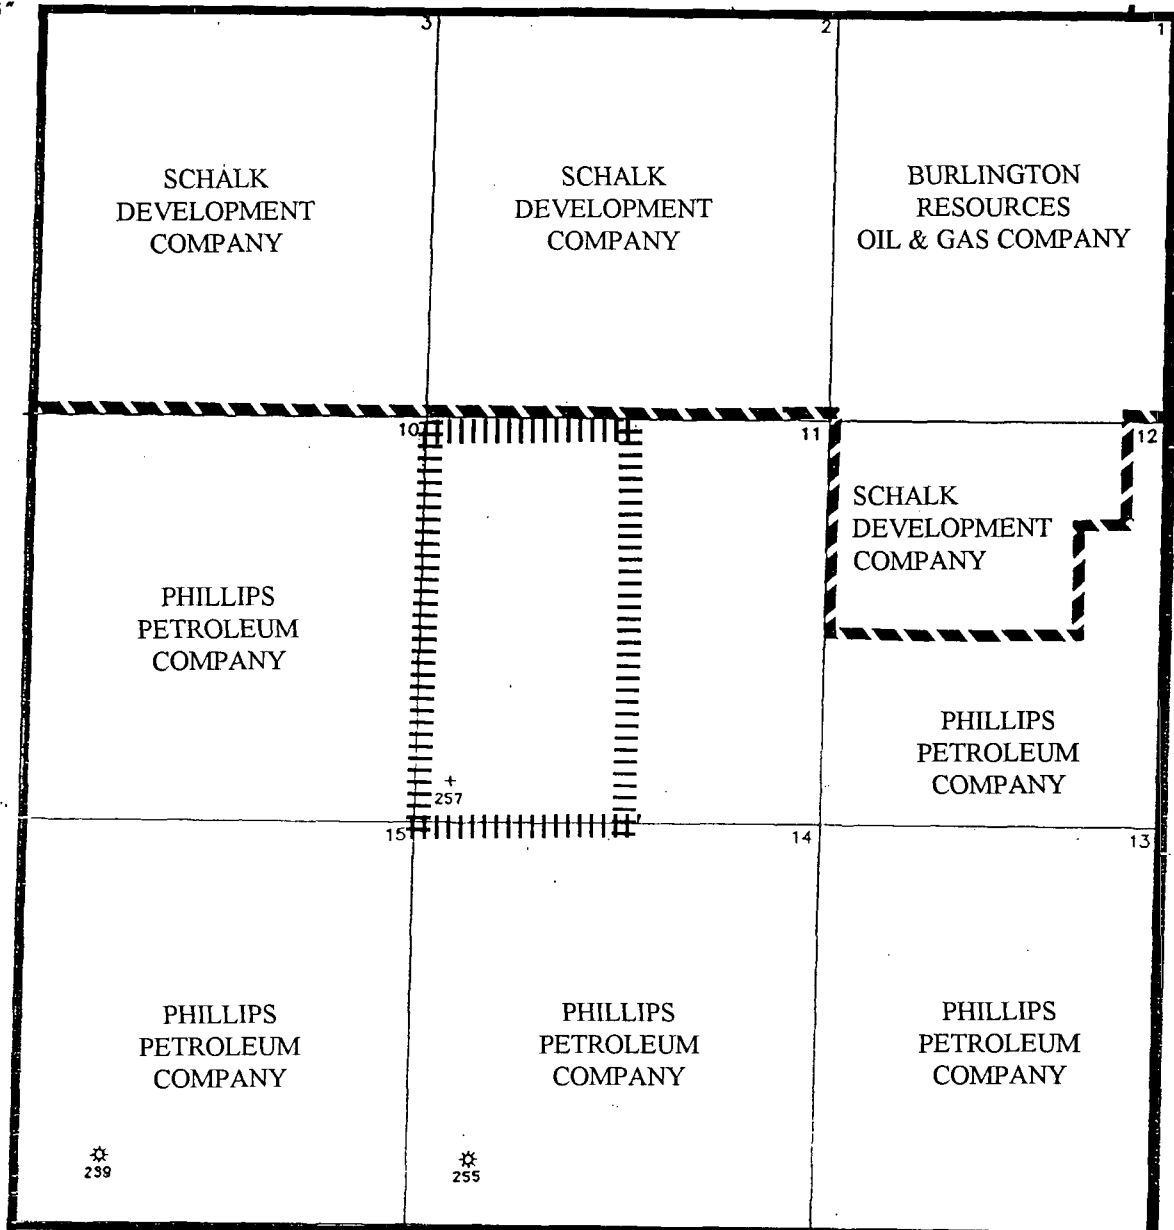 3
2
1
SCHALK
DEVELOPMENT
COMPANY
SCHALK
DEVELOPMENT
COMPANY
BURLINGTON
RESOURCES
OIL & GAS COMPANY
10
11
12
SCHALK
DEVELOPMENT
COMPANY
PHILLIPS
PETROLEUM
COMPANY
PHILLIPS
PETROLEUM
COMPANY
257
15
14
13
PHILLIPS
PETROLEUM
COMPANY
PHILLIPS
PETROLEUM
COMPANY
PHILLIPS
PETROLEUM
COMPANY
239
255